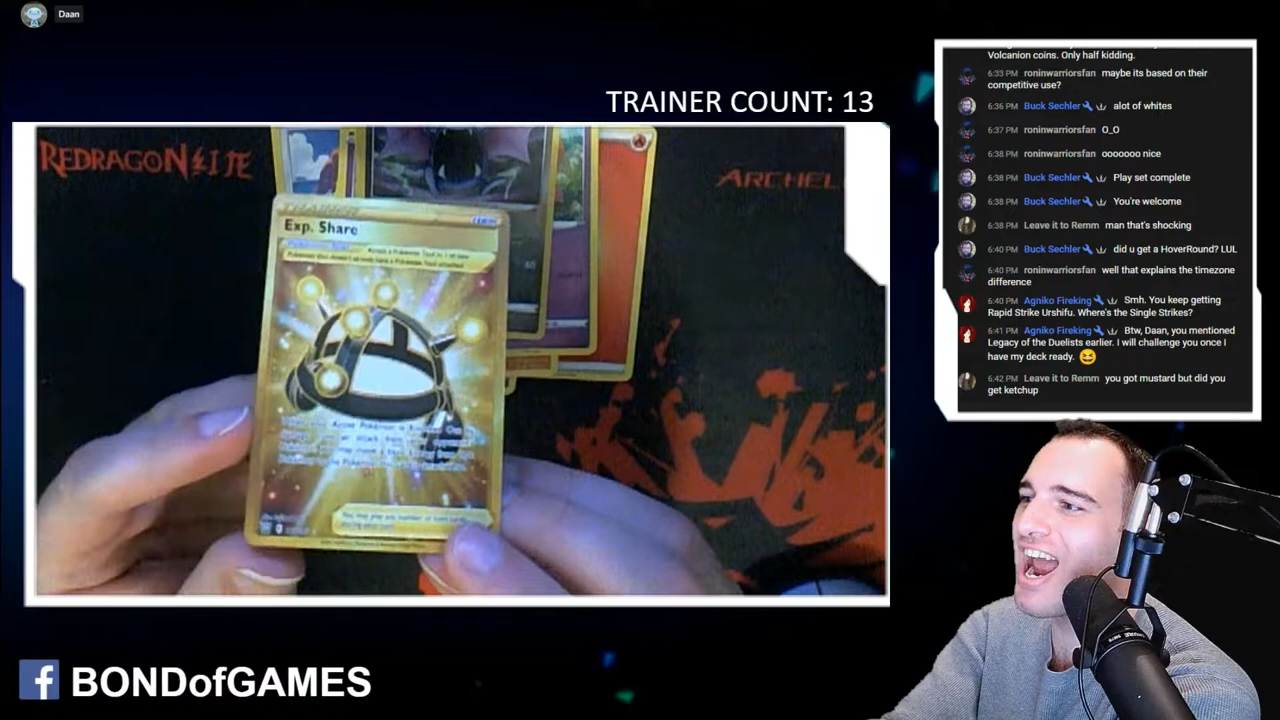 Daan
TRAINER COUNT: 13
REDRAGON
ARCHEL
Exp. Share
BONDofGAMES
Volcanion coins. Only half kidding.
6:33 PM roninwarriorsfan maybe its based on their
competitive use?
6:36 PM Buck Sechler alot of whites
6:37 PM roninwarriorsfan O_O
6:38 PM roninwarriorsfan ooooooo nice
6:38 PM Buck Sechler Play set complete
6:38 PM Buck Sechler You're welcome
6:38 PM Leave it to Remm man that's shocking
6:40 PM Buck Sechler did u get a HoverRound? LUL
6:40 PM roninwarriorsfan well that explains the timezone
difference
6:40 PM Agniko Fireking Smh. You keep getting
Rapid Strike Urshifu. Where's the Single Strikes?
6:41 PM Agniko Fireking Btw, Daan, you mentioned
Legacy of the Duelists earlier. I will challenge you once I
have my deck ready.
6:42 PM Leave it to Remm you got mustard but did you
get ketchup